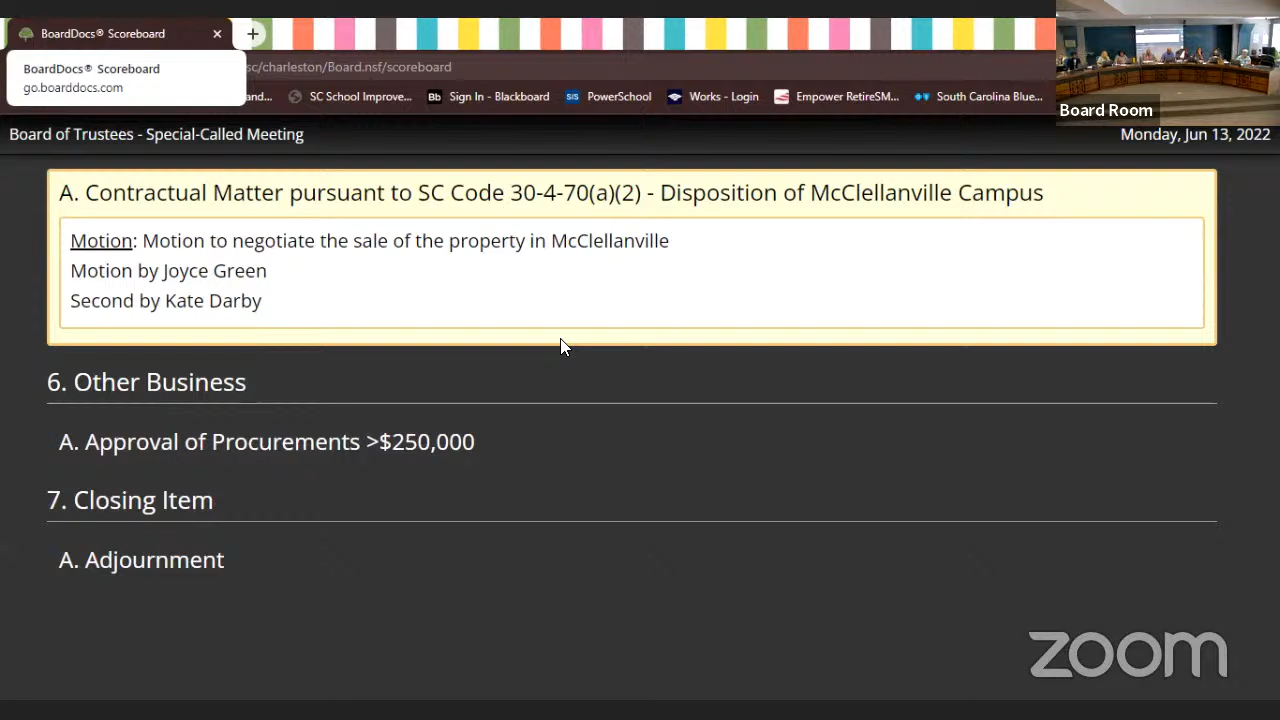 BoardDocs® Scoreboard
BoardDocs® Scoreboard
go.boarddocs.com
sc/charleston/Board.nsf/scoreboard
and...
SC School Improve...
Bb
Sign In - Blackboard
SIS
PowerSchool
Works - Login
Empower RetireSM...
South Carolina Blue...
Board Room
Board of Trustees - Special-Called Meeting
Monday, Jun 13, 2022
A. Contractual Matter pursuant to SC Code 30-4-70(a)(2) - Disposition of McClellanville Campus
Motion: Motion to negotiate the sale of the property in McClellanville
Motion by Joyce Green
Second by Kate Darby
6. Other Business
A. Approval of Procurements >$250,000
7. Closing Item
A. Adjournment
zoom